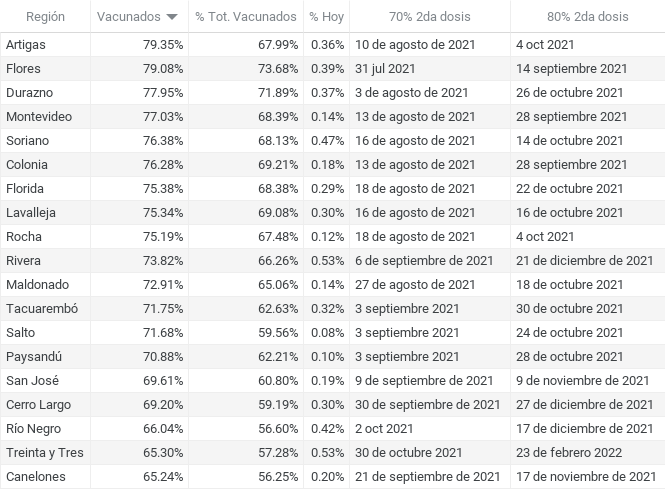 Región Vacunados % Tot. Vacunados % Hoy 70% 2da dosis 80% 2da dosis
Artigas 79.35% 67.99% 0.36% 10 de agosto de 2021 4 oct 2021
Flores 79.08% 73.68% 0.39% 31 jul 2021 14 septiembre 2021
Durazno 77.95% 71.89% 0.37% 3 de agosto de 2021 26 de octubre 2021
Montevideo 77.03% 68.39% 0.14% 13 de agosto de 2021 28 septiembre 2021
Soriano 76.38% 68.13% 0.47% 16 de agosto de 2021 14 de octubre 2021
Colonia 76.28% 69.21% 0.18% 13 de agosto de 2021 28 septiembre 2021
Florida 75.38% 68.38% 0.29% 18 de agosto de 2021 22 de octubre 2021
Lavalleja 75.34% 69.08% 0.30% 16 de agosto de 2021 16 de octubre 2021
Rocha 75.19% 67.48% 0.12% 18 de agosto de 2021 4 oct 2021
Rivera 73.82% 66.26% 0.53% 6 de septiembre de 2021 21 de diciembre de 2021
Maldonado 72.91% 65.06% 0.14% 27 de agosto de 2021 18 de octubre 2021
Tacuarembó 71.75% 62.63% 0.32% 3 septiembre 2021 30 de octubre 2021
Salto 71.68% 59.56% 0.08% 3 septiembre 2021 24 de octubre 2021
Paysandú 70.88% 62.21% 0.10% 3 septiembre 2021 28 de octubre 2021
San José 69.61% 60.80% 0.19% 9 de septiembre de 2021 9 de noviembre de 2021
Cerro Largo 69.20% 59.19% 0.30% 30 de septiembre de 2021 27 de diciembre de 2021
Río Negro 66.04% 56.60% 0.42% 2 oct 2021 17 de diciembre de 2021
Treinta y Tres 65.30% 57.28% 0.53% 30 de octubre 2021 23 de febrero 2022
Canelones 65.24% 56.25% 0.20% 21 de septiembre de 2021 17 de noviembre de 2021